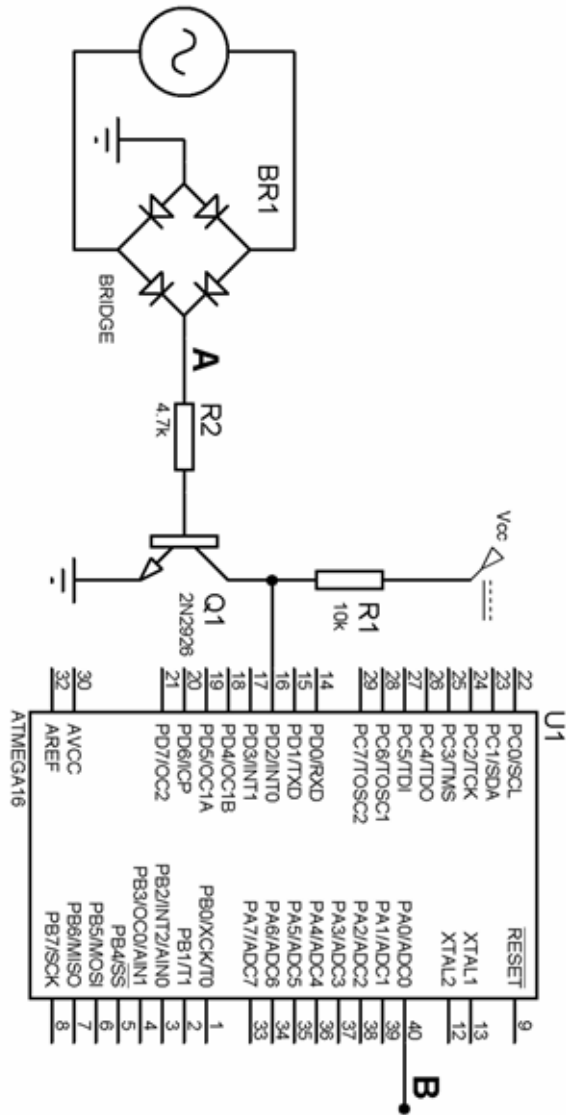 BR1
BRIDGE
A
R2
4.7k
Q1
2N2926
R1
10k
Vcc
U1
22 PC0/SCL
23 PC1/SDA
24 PC2/TCK
25 PC3/TMS
26 PC4/TDO
27 PC5/TDI
28 PC6/TOSC1
29 PC7/TOSC2
14 PD0/RXD
15 PD1/TXD
16 PD2/INT0
17 PD3/INT1
18 PD4/OC1B
19 PD5/OC1A
20 PD6/ICP
21 PD7/OC2
30 AVCC
32 AREF
RESET 9
XTAL1 13
XTAL2 12
PA0/ADC0 40
PA1/ADC1 39
PA2/ADC2 38
PA3/ADC3 37
PA4/ADC4 36
PA5/ADC5 35
PA6/ADC6 34
PA7/ADC7 33
PB0/XCK/T0 1
PB1/T1 2
PB2/INT2/AIN0 3
PB3/OC0/AIN1 4
PB4/SS 5
PB5/MOSI 6
PB6/MISO 7
PB7/SCK 8
ATMEGA16
B